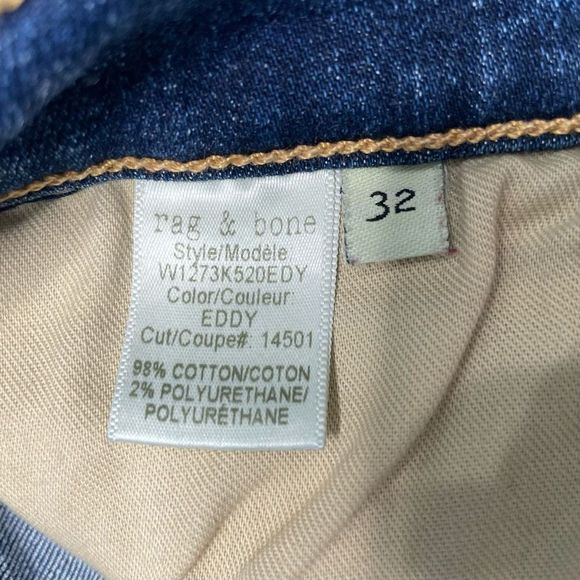 rag & bone
Style/Modèle
W1273K520EDY
Color/Couleur
EDDY
Cut/Coupe#: 14501
98% COTTON/COTON
2% POLYURETHANE/
POLYURÉTHANE
32